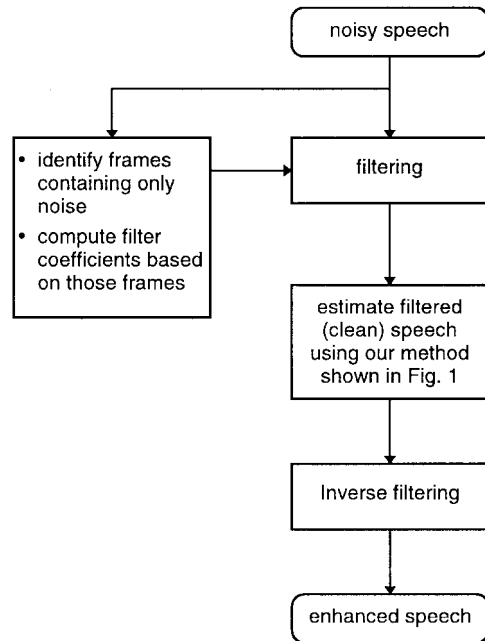 noisy speech
• identify frames
containing only
noise
• compute filter
coefficients based
on those frames
filtering
estimate filtered
(clean) speech
using our method
shown in Fig. 1
Inverse filtering
enhanced speech